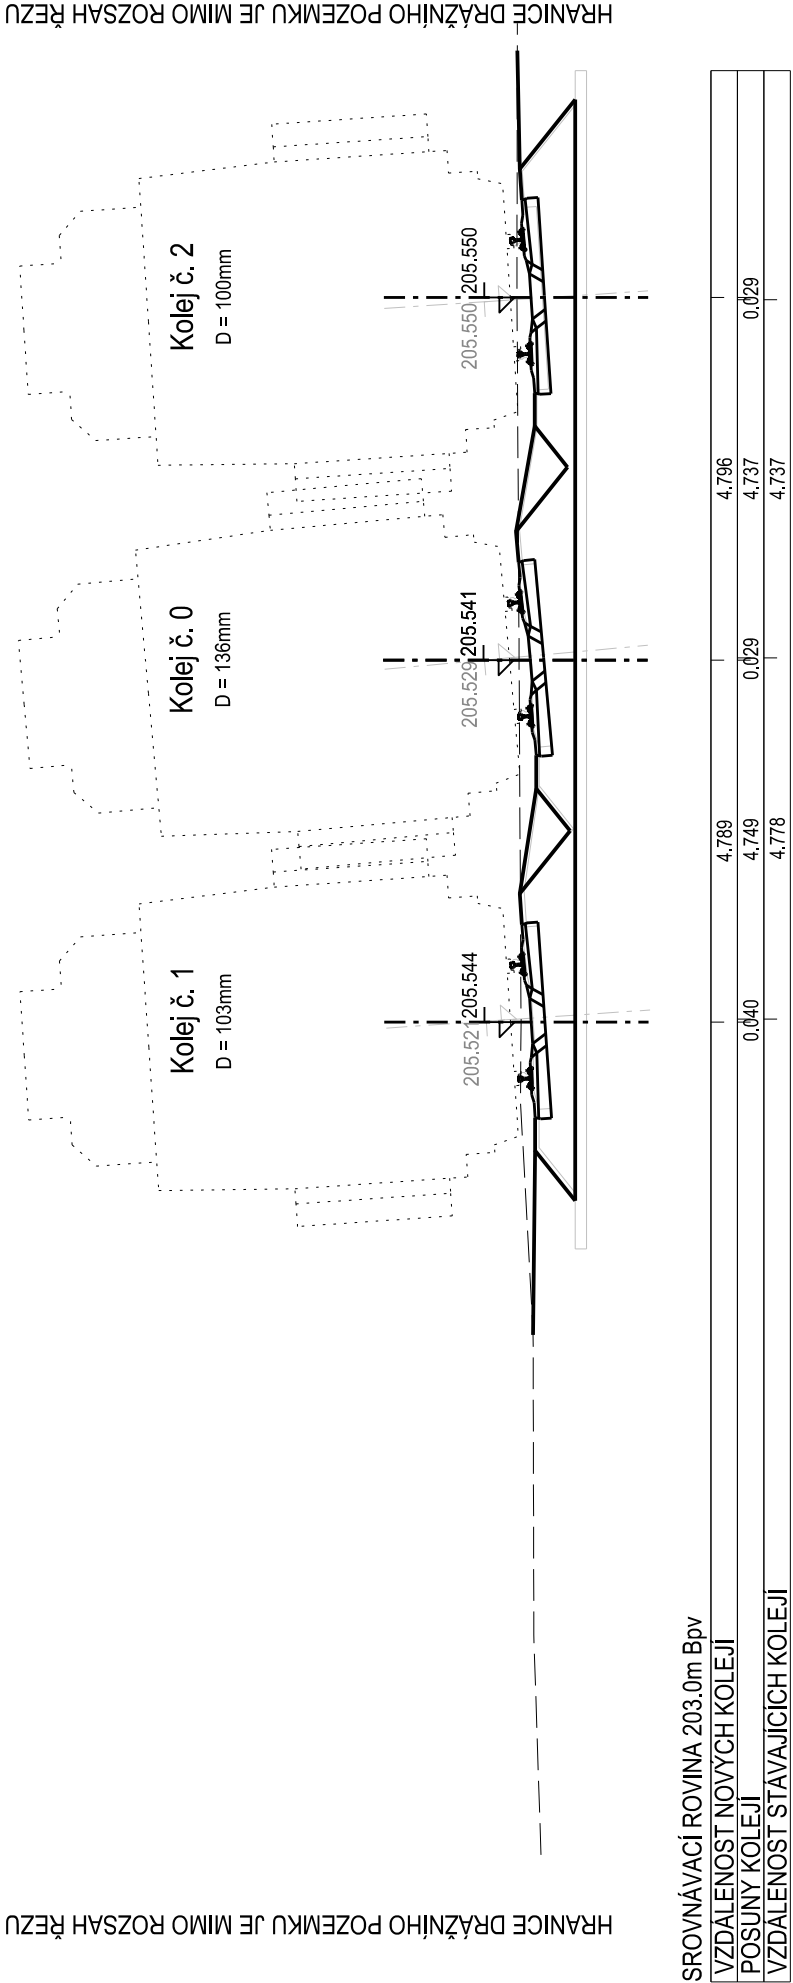 HRANICE DRÁŽNÍHO POZEMKU JE MIMO ROZSAH ŘEZU
Kolej č. 1
D = 103mm
205.521 205.544
Kolej č. 0
D = 136mm
205.529 205.541
Kolej č. 2
D = 100mm
205.550 205.550
HRANICE DRÁŽNÍHO POZEMKU JE MIMO ROZSAH ŘEZU
SROVNÁVACÍ ROVINA 203.0m Bpv
VZDÁLENOST NOVÝCH KOLEJÍ 4.789 4.796
POSUNY KOLEJÍ 0.040 4.749 0.029 4.737 0.029
VZDÁLENOST STÁVAJÍCÍCH KOLEJÍ 4.778 4.737